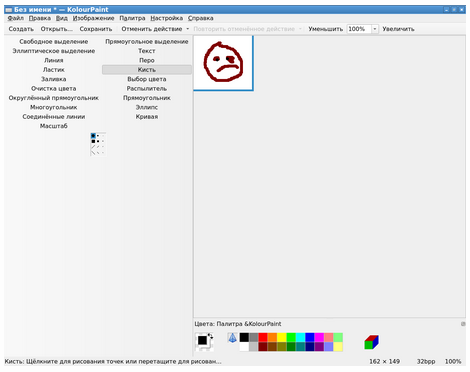 Без имени * — KolourPaint
Файл Правка Вид Изображение Палитра Настройка Справка
Создать Открыть... Сохранить Отменить действие Повторить отменённое действие Уменьшить 100% Увеличить
Свободное выделение Прямоугольное выделение
Эллиптическое выделение Текст
Линия Перо
Ластик Кисть
Заливка Выбор цвета
Очистка цвета Распылитель
Округлённый прямоугольник Прямоугольник
Многоугольник Эллипс
Соединённые линии Кривая
Масштаб
Цвета: Палитра &KolourPaint
Кисть: Щёлкните для рисования точек или перетащите для рисован... 162 × 149 32bpp 100%